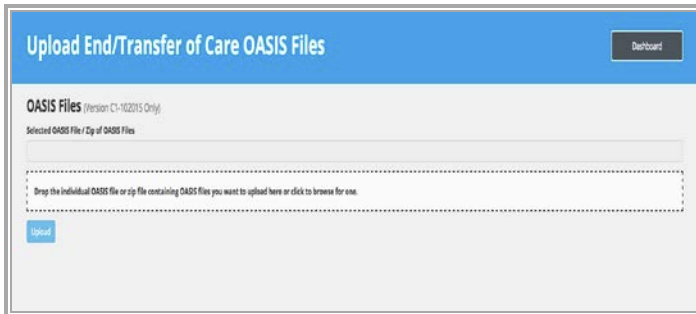 Upload End/Transfer of Care OASIS Files
Dashboard
OASIS Files (Version C1-102015 Only)
Selected OASIS File / Zip of OASIS Files
Drop the individual OASIS file or zip file containing OASIS files you want to upload here or click to browse for one.
Upload